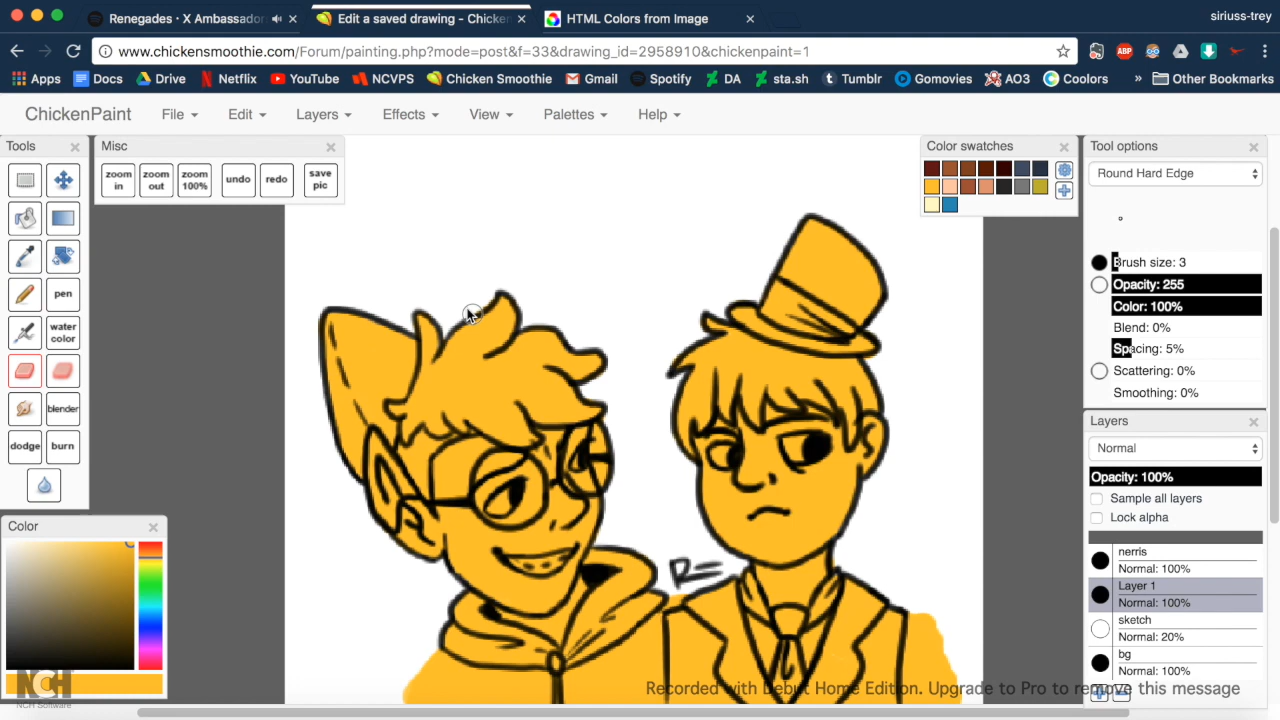 Renegades · X Ambassador
Edit a saved drawing - Chicken
HTML Colors from Image
siriuss-trey
www.chickensmoothie.com/Forum/painting.php?mode=post&f=33&drawing_id=2958910&chickenpaint=1
ABP
Apps Docs Drive Netflix YouTube NCVPS Chicken Smoothie Gmail Spotify DA sta.sh Tumblr Gomovies AO3 Coolors » Other Bookmarks
ChickenPaint File Edit Layers Effects View Palettes Help
Tools
pen
water
color
blender
dodge
burn
Misc
zoom
in
zoom
out
zoom
100%
undo
redo
save
pic
Color swatches
Tool options
Round Hard Edge
Brush size: 3
Opacity: 255
Color: 100%
Blend: 0%
Spacing: 5%
Scattering: 0%
Smoothing: 0%
Layers
Normal
Opacity: 100%
Sample all layers
Lock alpha
nerris
Normal: 100%
Layer 1
Normal: 100%
sketch
Normal: 20%
bg
Normal: 100%
Color
NCH
NCH Software
Recorded with Debut Home Edition. Upgrade to Pro to remove this message